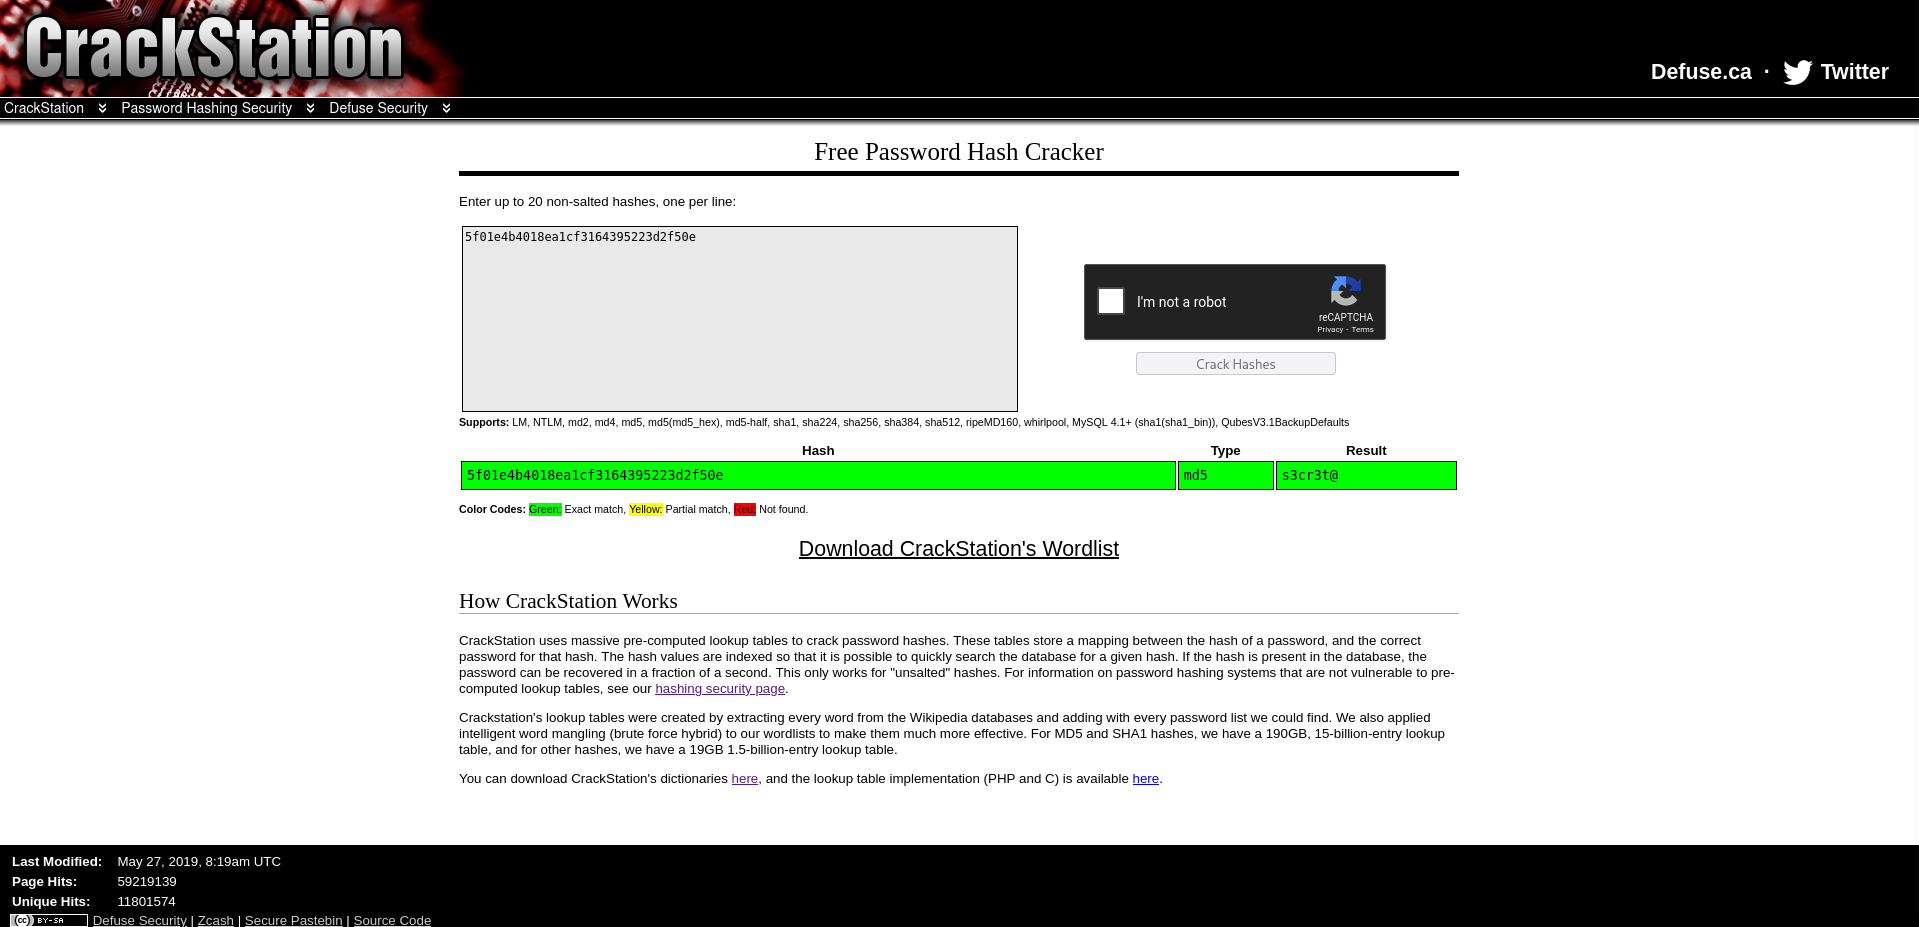 CrackStation
Defuse.ca · Twitter
CrackStation Password Hashing Security Defuse Security
Free Password Hash Cracker
Enter up to 20 non-salted hashes, one per line:
5f01e4b4018ea1cf3164395223d2f50e
I'm not a robot
reCAPTCHA
Privacy - Terms
Crack Hashes
Supports: LM, NTLM, md2, md4, md5, md5(md5_hex), md5-half, sha1, sha224, sha256, sha384, sha512, ripeMD160, whirlpool, MySQL 4.1+ (sha1(sha1_bin)), QubesV3.1BackupDefaults
Hash Type Result
5f01e4b4018ea1cf3164395223d2f50e md5 s3cr3t@
Color Codes: Green: Exact match, Yellow: Partial match, Red: Not found.
Download CrackStation's Wordlist
How CrackStation Works
CrackStation uses massive pre-computed lookup tables to crack password hashes. These tables store a mapping between the hash of a password, and the correct
password for that hash. The hash values are indexed so that it is possible to quickly search the database for a given hash. If the hash is present in the database, the
password can be recovered in a fraction of a second. This only works for "unsalted" hashes. For information on password hashing systems that are not vulnerable to pre-
computed lookup tables, see our hashing security page.
Crackstation's lookup tables were created by extracting every word from the Wikipedia databases and adding with every password list we could find. We also applied
intelligent word mangling (brute force hybrid) to our wordlists to make them much more effective. For MD5 and SHA1 hashes, we have a 190GB, 15-billion-entry lookup
table, and for other hashes, we have a 19GB 1.5-billion-entry lookup table.
You can download CrackStation's dictionaries here, and the lookup table implementation (PHP and C) is available here.
Last Modified: May 27, 2019, 8:19am UTC
Page Hits: 59219139
Unique Hits: 11801574
cc BY-SA Defuse Security | Zcash | Secure Pastebin | Source Code